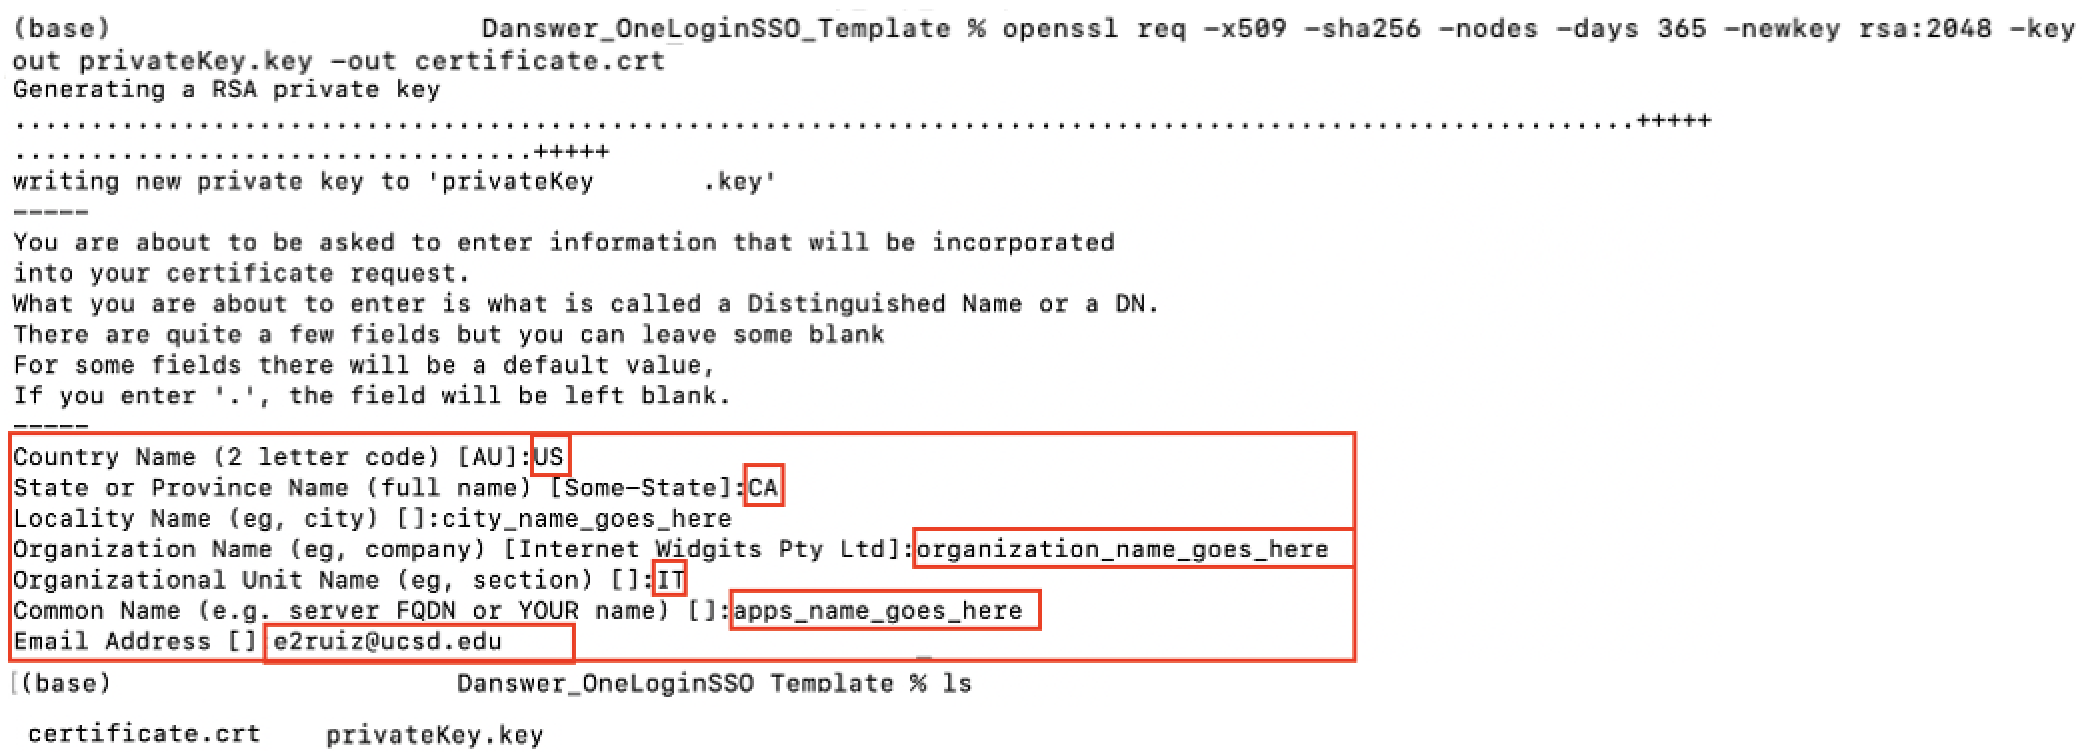 (base) Danswer_OneLoginSSO_Template % openssl req -x509 -sha256 -nodes -days 365 -newkey rsa:2048 -key
out privateKey.key -out certificate.crt
Generating a RSA private key
..........................................................................................................+++++
..................................+++++
writing new private key to 'privateKey .key'
-----
You are about to be asked to enter information that will be incorporated
into your certificate request.
What you are about to enter is what is called a Distinguished Name or a DN.
There are quite a few fields but you can leave some blank
For some fields there will be a default value,
If you enter '.', the field will be left blank.
-----
Country Name (2 letter code) [AU]:US
State or Province Name (full name) [Some-State]:CA
Locality Name (eg, city) []:city_name_goes_here
Organization Name (eg, company) [Internet Widgits Pty Ltd]:organization_name_goes_here
Organizational Unit Name (eg, section) []:IT
Common Name (e.g. server FQDN or YOUR name) []:apps_name_goes_here
Email Address [] e2ruiz@ucsd.edu
[(base) Danswer_OneLoginSSO Template % ls
certificate.crt privateKey.key